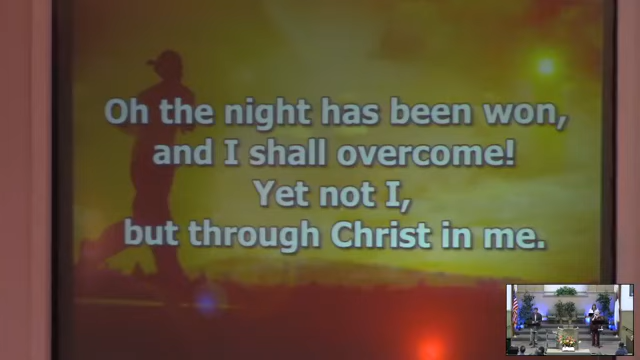 Oh the night has been won,
and I shall overcome!
Yet not I,
but through Christ in me.